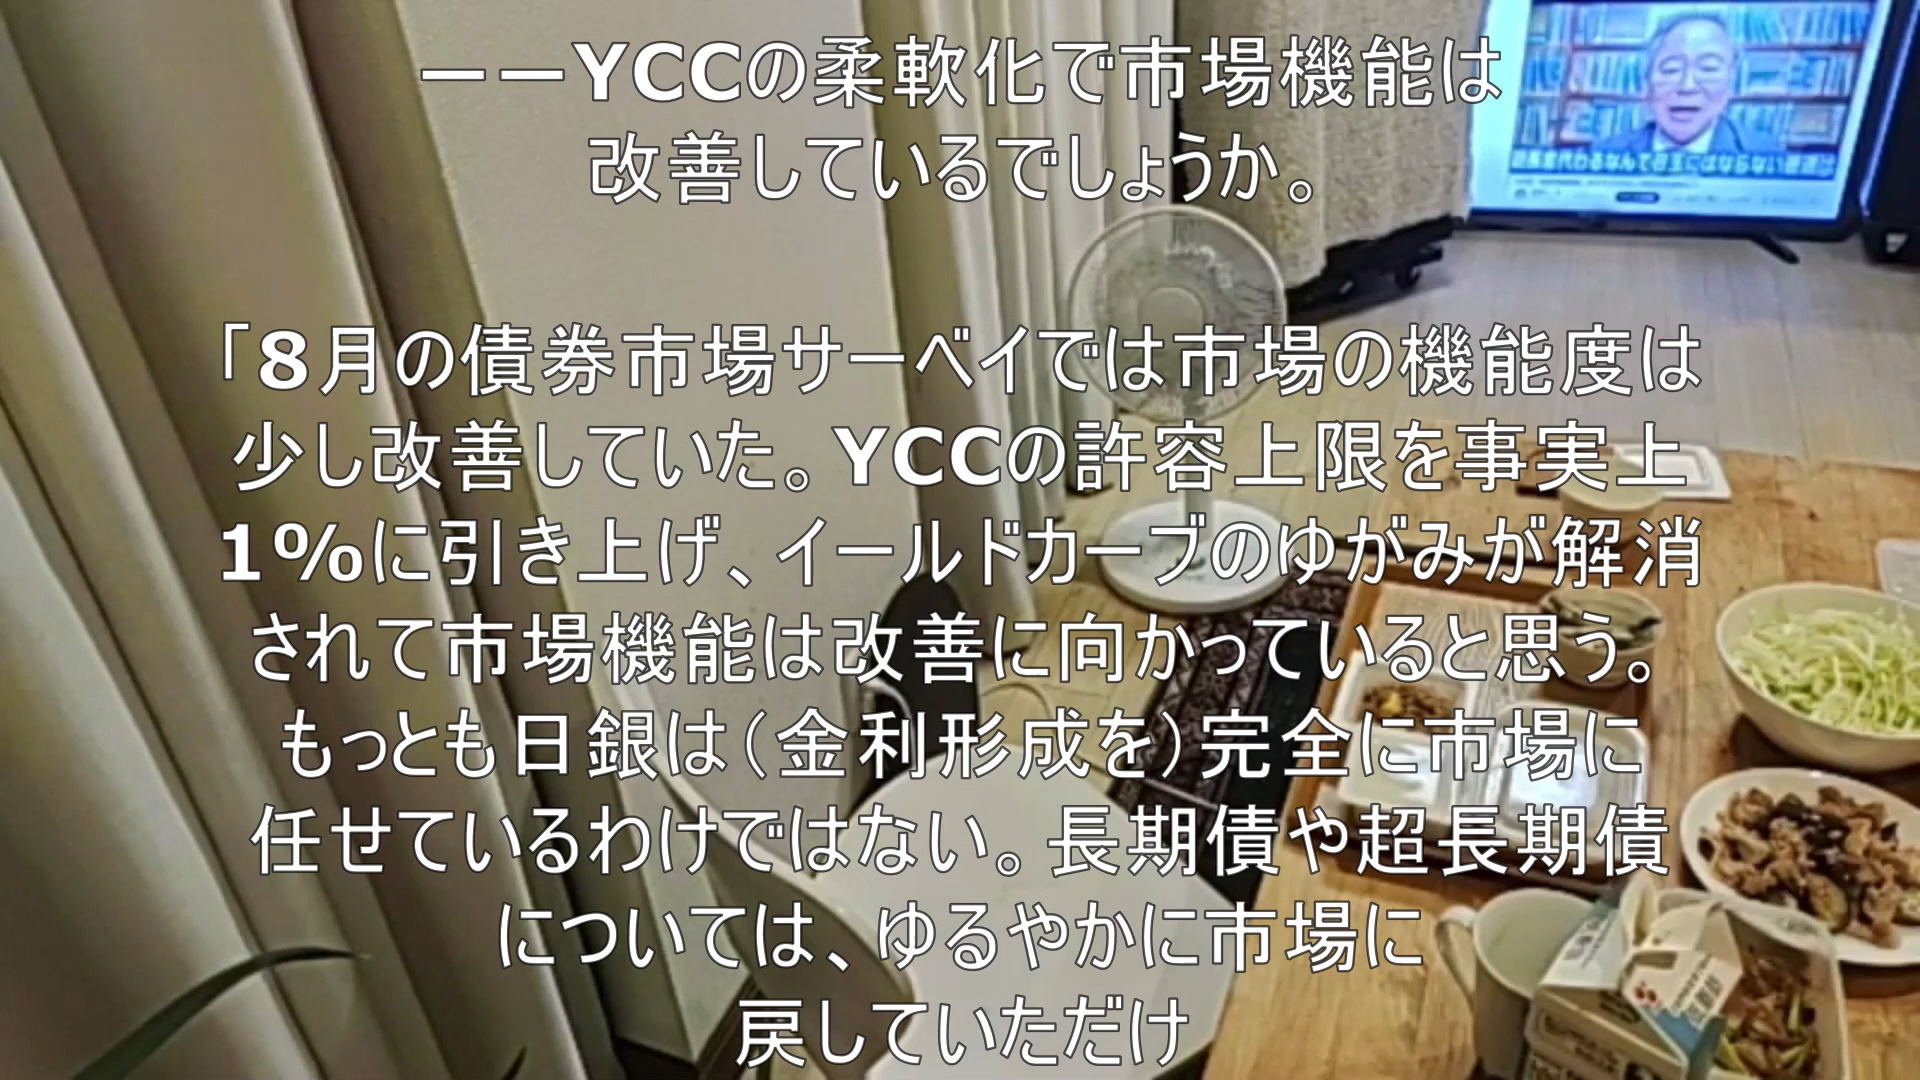 ーーYCCの柔軟化で市場機能は
改善しているでしょうか。
「8月の債券市場サーベイでは市場の機能度は
少し改善していた。YCCの許容上限を事実上
1%に引き上げ、イールドカーブのゆがみが解消
されて市場機能は改善に向かっていると思う。
もっとも日銀は（金利形成を）完全に市場に
任せているわけではない。長期債や超長期債
については、ゆるやかに市場に
戻していただけ